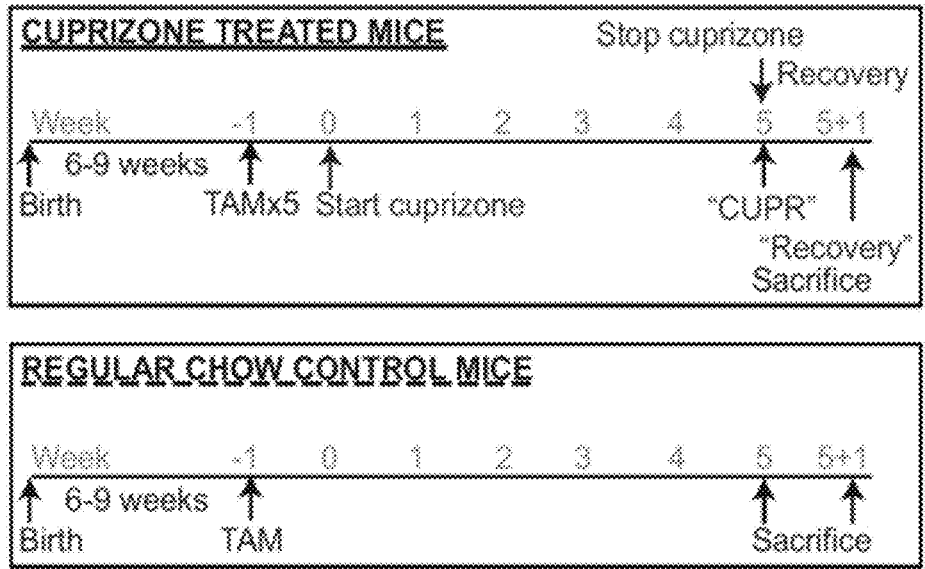 CUPRIZONE TREATED MICE
Stop cuprizone
Recovery
Week -1 0 1 2 3 4 5 5+1
6-9 weeks
Birth TAMx5 Start cuprizone "CUPR"
"Recovery"
Sacrifice
REGULAR CHOW CONTROL MICE
Week -1 0 1 2 3 4 5 5+1
6-9 weeks
Birth TAM Sacrifice